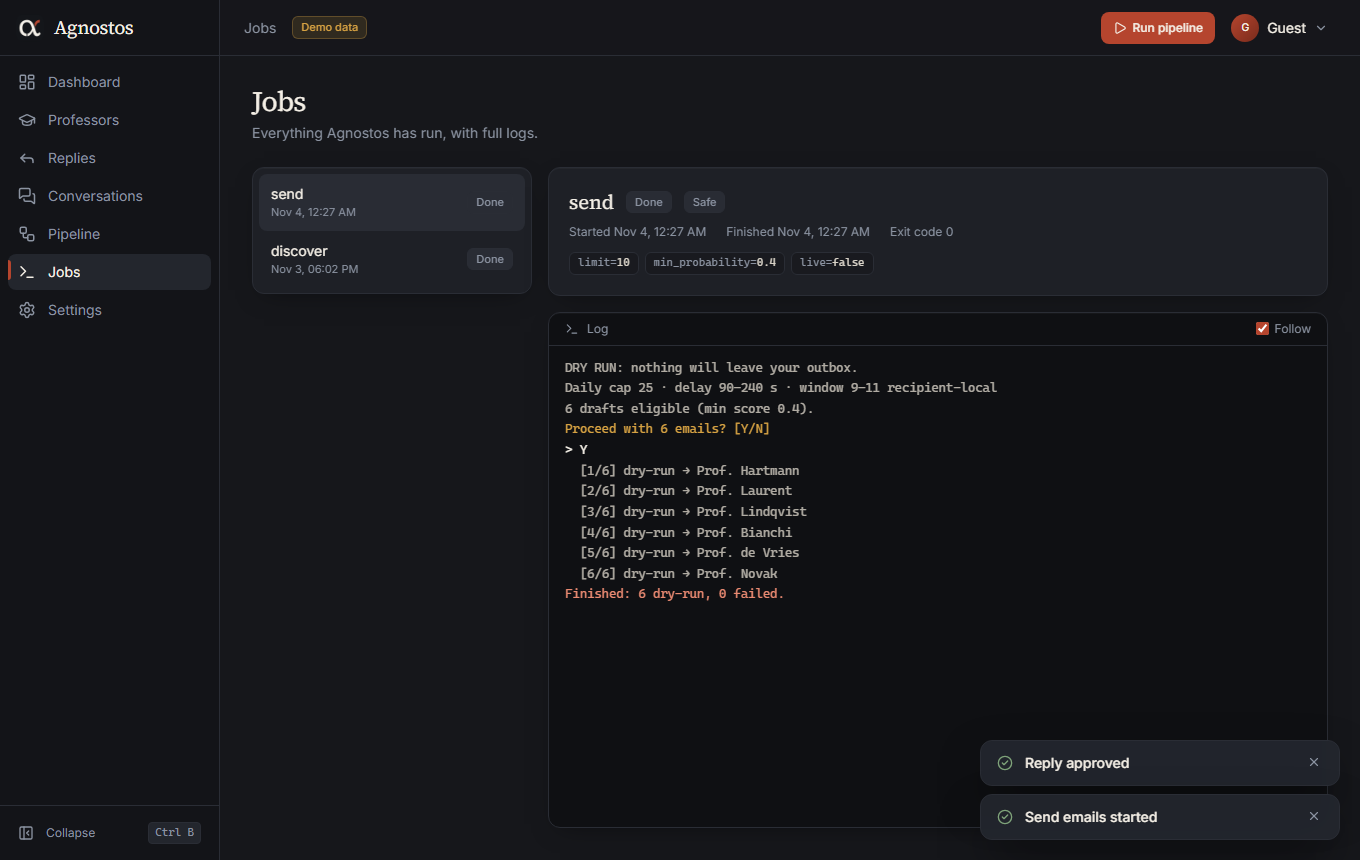 Agnostos
Jobs
Demo data
Run pipeline
G
Guest
Dashboard
Professors
Replies
Conversations
Pipeline
Jobs
Settings
Collapse
Ctrl B
Jobs
Everything Agnostos has run, with full logs.
send
Nov 4, 12:27 AM
Done
discover
Nov 3, 06:02 PM
Done
send
Done
Safe
Started Nov 4, 12:27 AM
Finished Nov 4, 12:27 AM
Exit code 0
limit=10
min_probability=0.4
live=false
Log
Follow
DRY RUN: nothing will leave your outbox.
Daily cap 25 · delay 90–240 s · window 9–11 recipient-local
6 drafts eligible (min score 0.4).
Proceed with 6 emails? [Y/N]
> Y
[1/6] dry-run → Prof. Hartmann
[2/6] dry-run → Prof. Laurent
[3/6] dry-run → Prof. Lindqvist
[4/6] dry-run → Prof. Bianchi
[5/6] dry-run → Prof. de Vries
[6/6] dry-run → Prof. Novak
Finished: 6 dry-run, 0 failed.
Reply approved
Send emails started